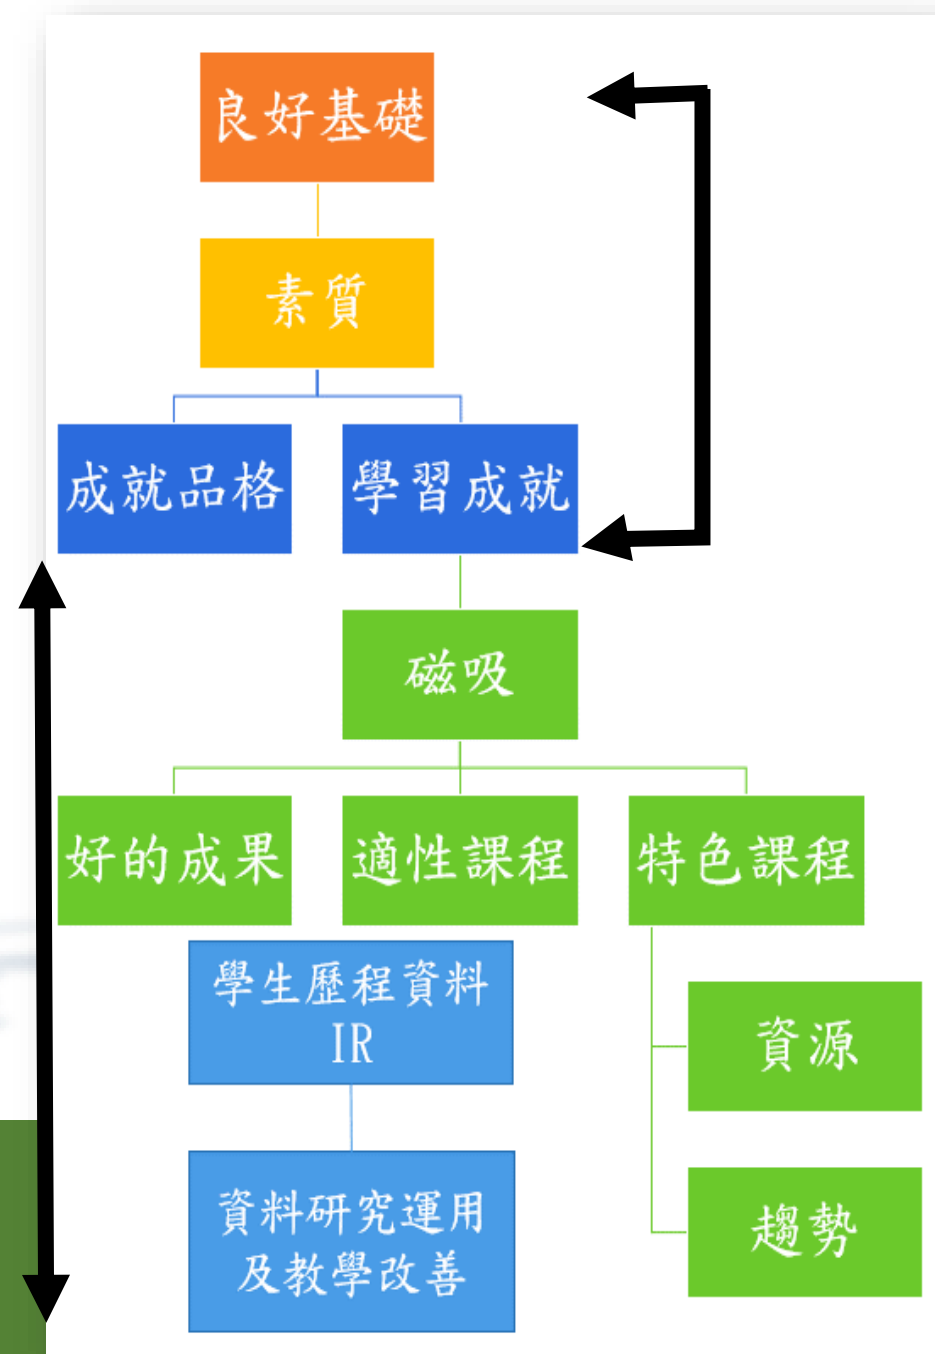 良好基礎
素質
成就品格
學習成就
磁吸
好的成果
適性課程
特色課程
學生歷程資料
IR
資源
資料研究運用
及教學改善
趨勢